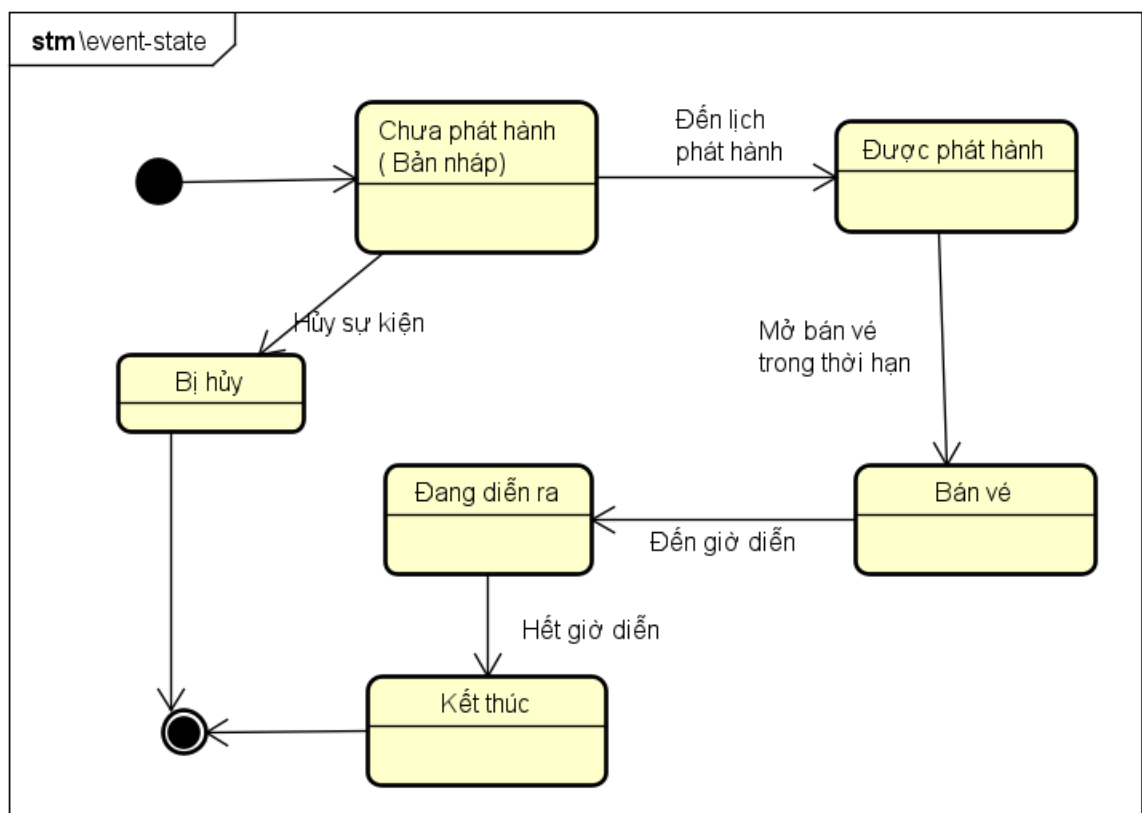 stm \event-state
Chưa phát hành
( Bản nháp)
Đến lịch
phát hành
Được phát hành
Hủy sự kiện
Mở bán vé
trong thời hạn
Bị hủy
Đang diễn ra
Đến giờ diễn
Bán vé
Hết giờ diễn
Kết thúc